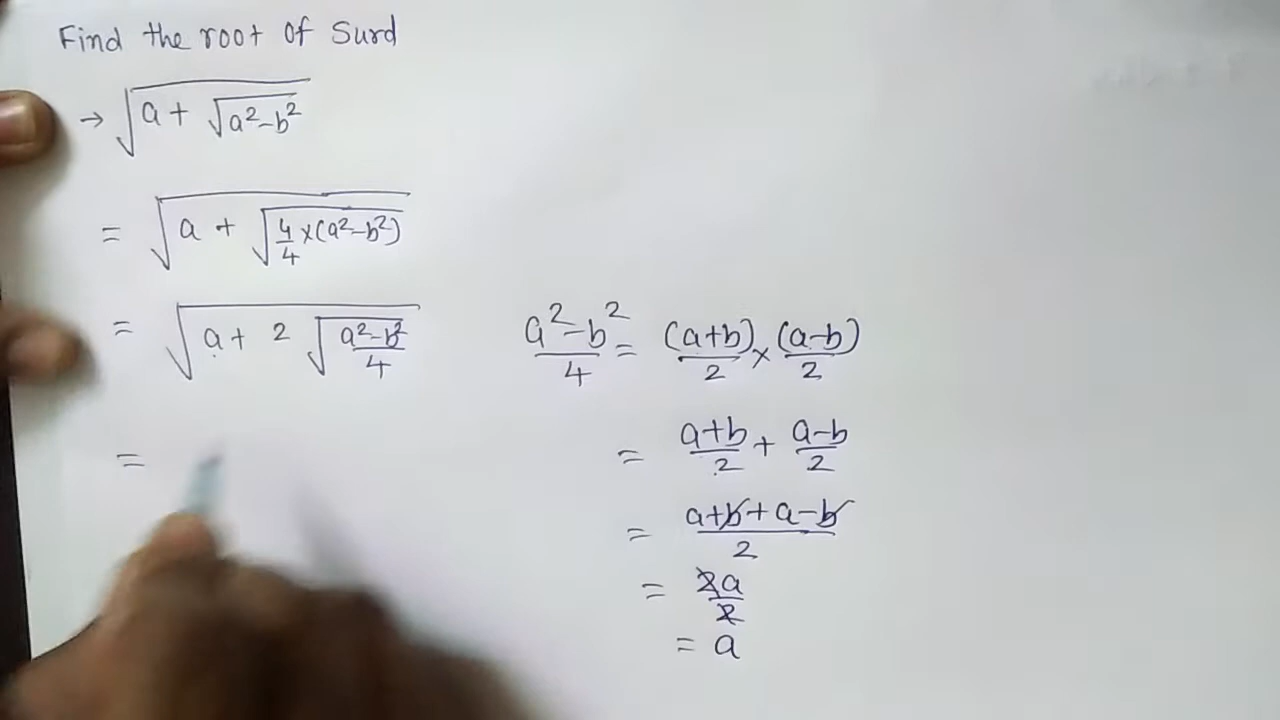 Find the root of Surd
→ √(a + √(a²-b²))
= √(a + √(4/4 ×(a²-b²)))
= √(a + 2 √((a²-b²)/4))
=
(a²-b²)/4 = (a+b)/2 × (a-b)/2
= (a+b)/2 + (a-b)/2
= (a+b+a-b)/2
= 2a/2
= a